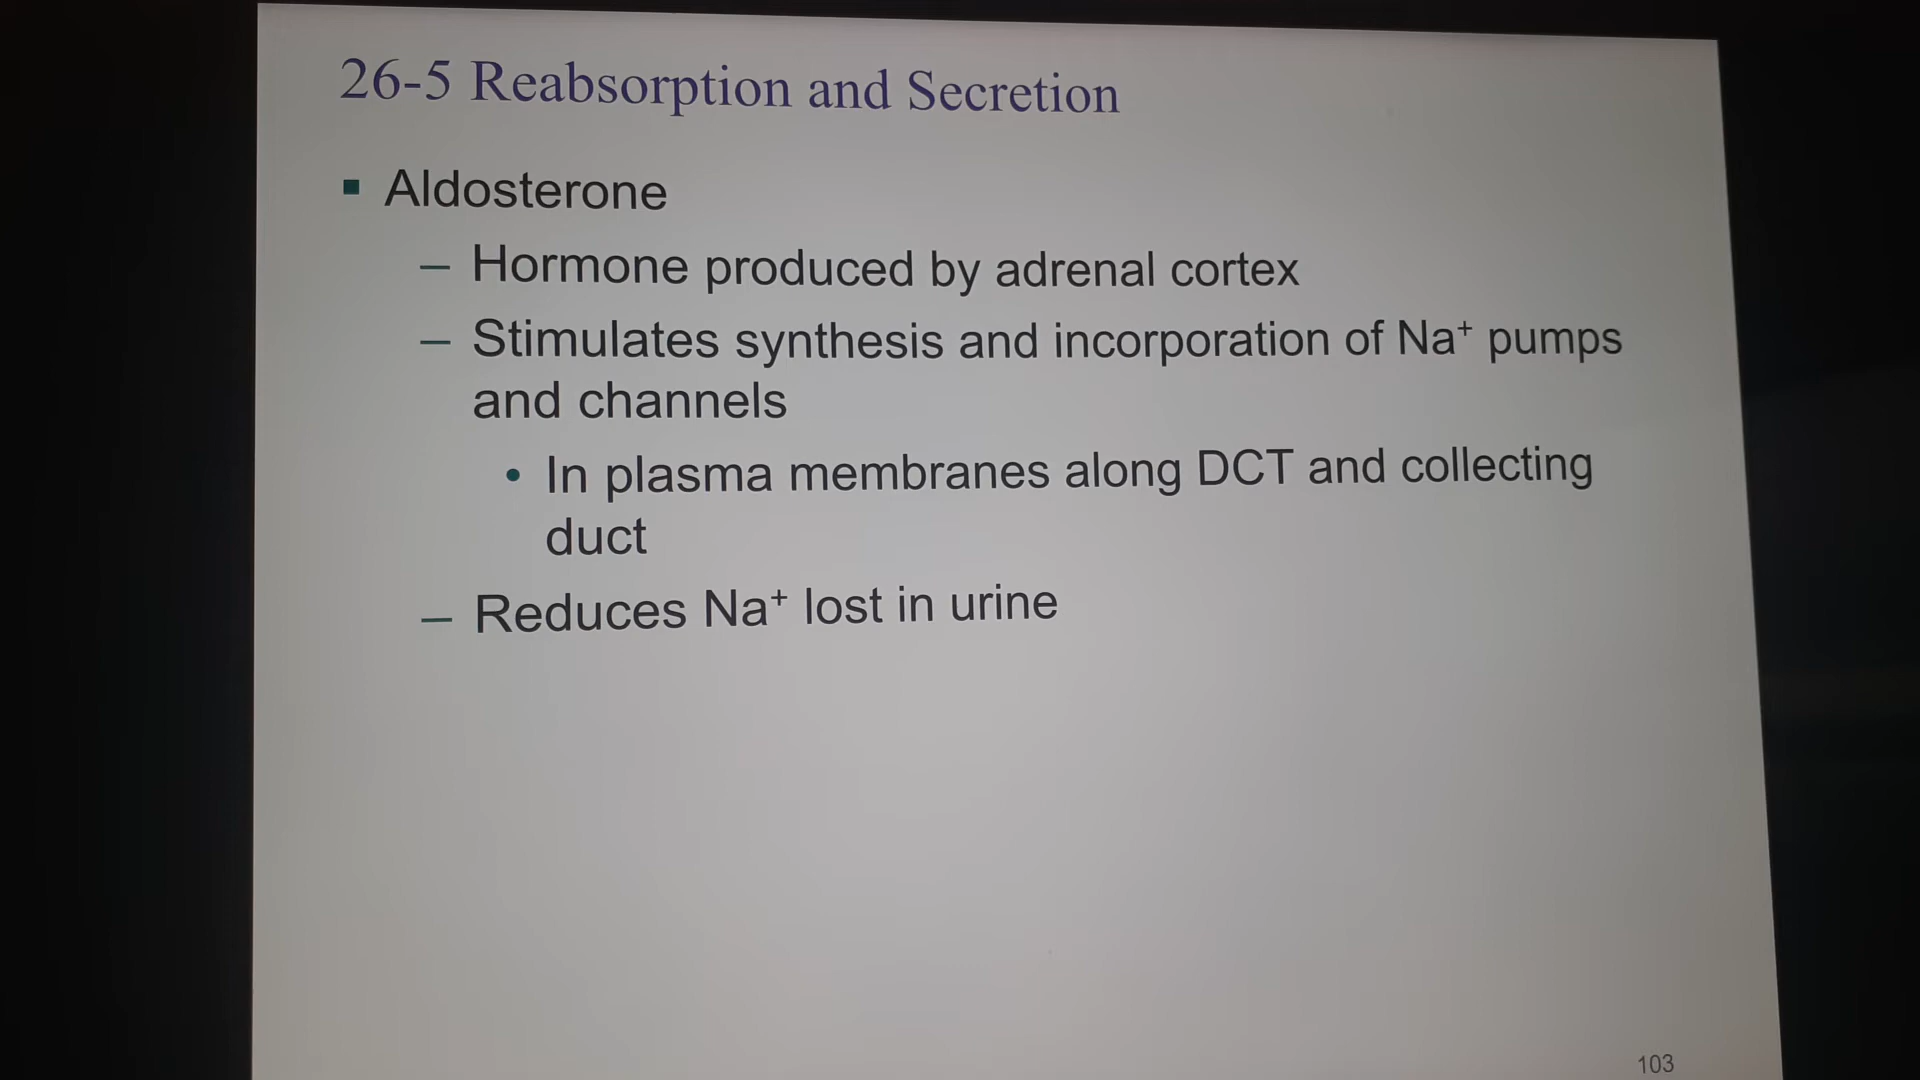 26-5 Reabsorption and Secretion
▪ Aldosterone
– Hormone produced by adrenal cortex
– Stimulates synthesis and incorporation of Na⁺ pumps
and channels
• In plasma membranes along DCT and collecting
duct
– Reduces Na⁺ lost in urine
103